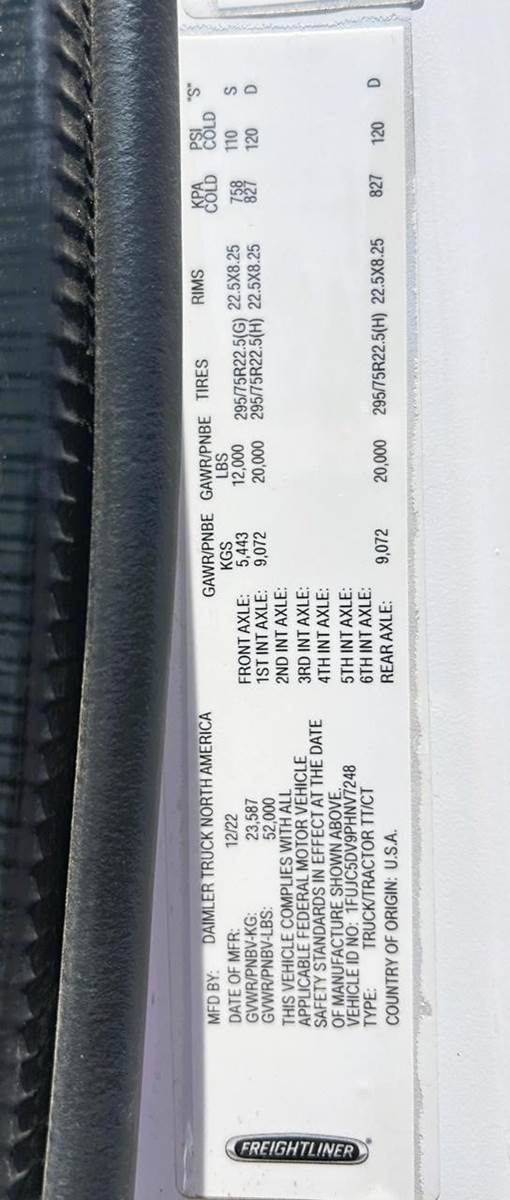 FREIGHTLINER
MFD BY: DAIMLER TRUCK NORTH AMERICA
DATE OF MFR: 12/22
GVWR/PNBV-KG: 23,587
GVWR/PNBV-LBS: 52,000
THIS VEHICLE COMPLIES WITH ALL
APPLICABLE FEDERAL MOTOR VEHICLE
SAFETY STANDARDS IN EFFECT AT THE DATE
OF MANUFACTURE SHOWN ABOVE.
VEHICLE ID NO: 1FUJC5DV9PHNV7248
TYPE: TRUCK/TRACTOR TT/CT
COUNTRY OF ORIGIN: U.S.A.
GAWR/PNBE GAWR/PNBE TIRES RIMS KPA PSI "S"
KGS LBS COLD COLD
FRONT AXLE: 5,443 12,000 295/75R22.5(G) 22.5X8.25 758 110 S
1ST INT AXLE: 9,072 20,000 295/75R22.5(H) 22.5X8.25 827 120 D
2ND INT AXLE:
3RD INT AXLE:
4TH INT AXLE:
5TH INT AXLE:
6TH INT AXLE:
REAR AXLE: 9,072 20,000 295/75R22.5(H) 22.5X8.25 827 120 D